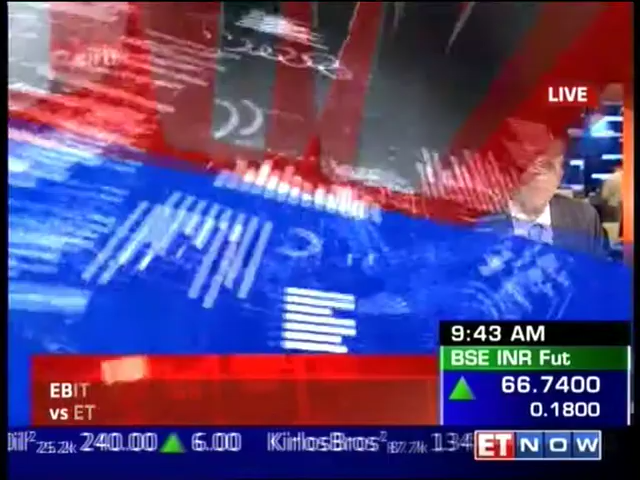 LIVE
9:43 AM
BSE INR Fut
66.7400
0.1800
EBIT
vs ET
240.00 6.00 KirlosBros
ET NOW